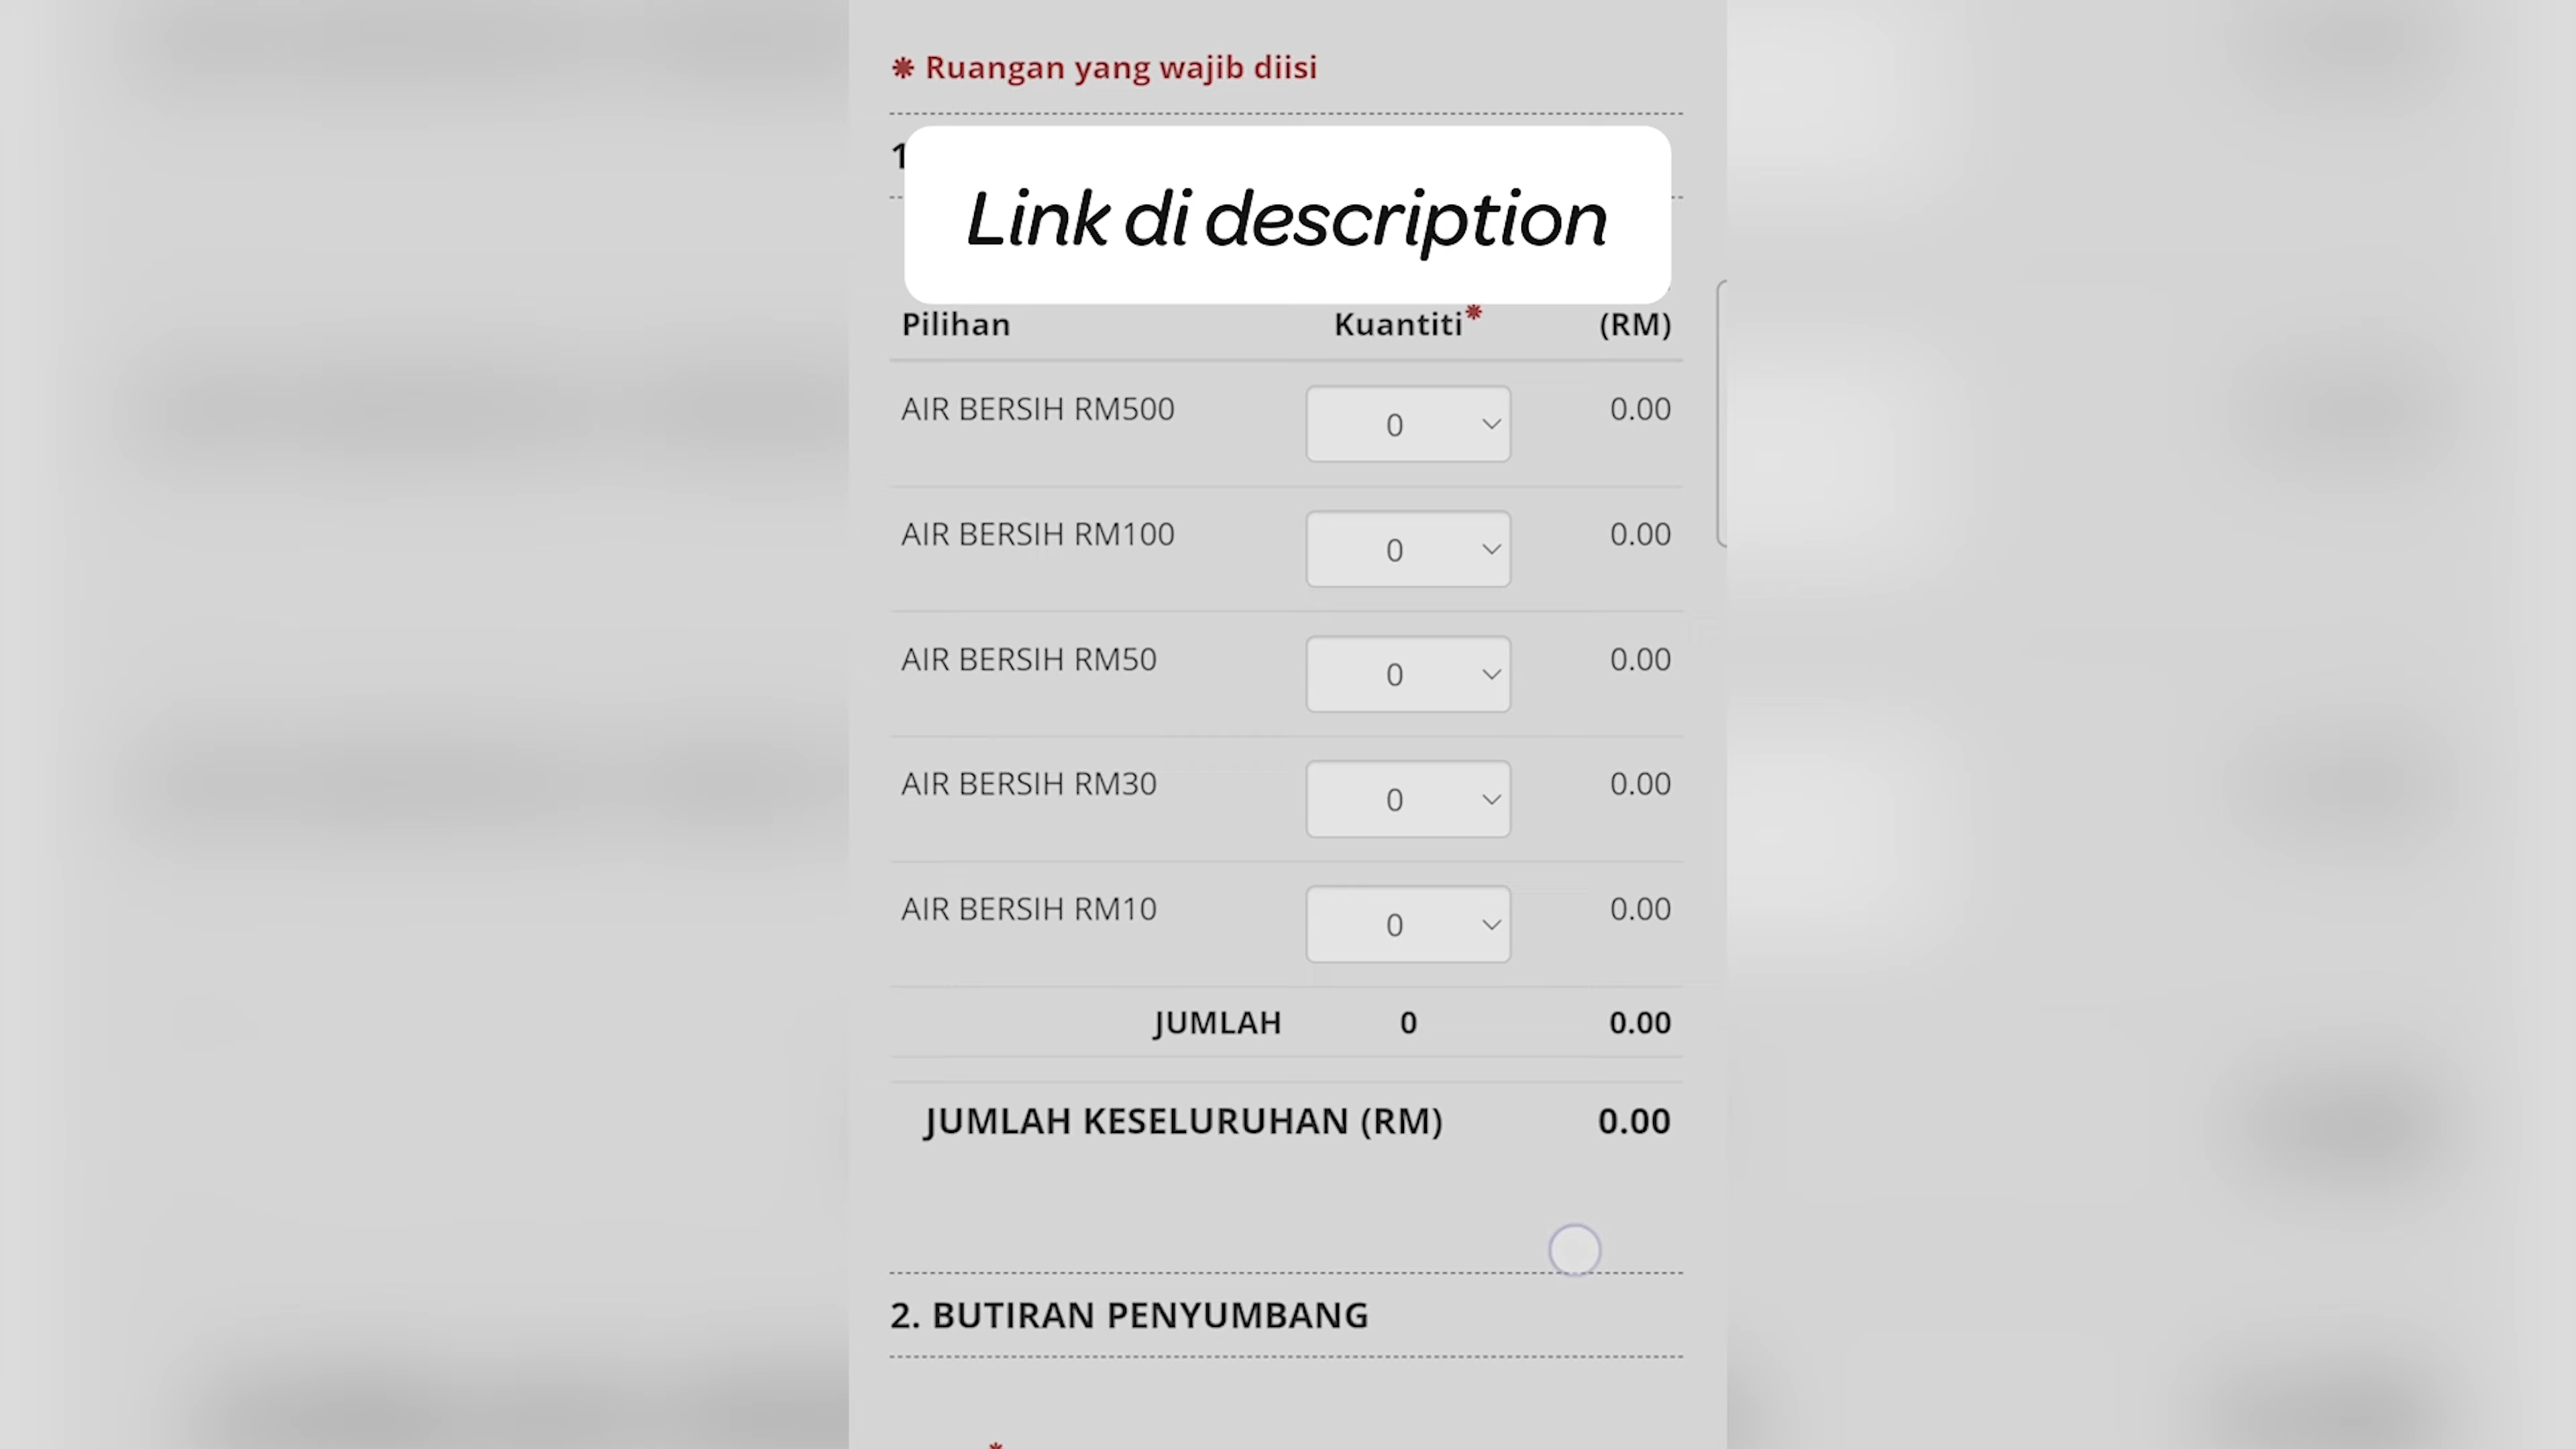 * Ruangan yang wajib diisi
1
Link di description
Pilihan Kuantiti* (RM)
AIR BERSIH RM500 0 0.00
AIR BERSIH RM100 0 0.00
AIR BERSIH RM50 0 0.00
AIR BERSIH RM30 0 0.00
AIR BERSIH RM10 0 0.00
JUMLAH 0 0.00
JUMLAH KESELURUHAN (RM) 0.00
2. BUTIRAN PENYUMBANG
*